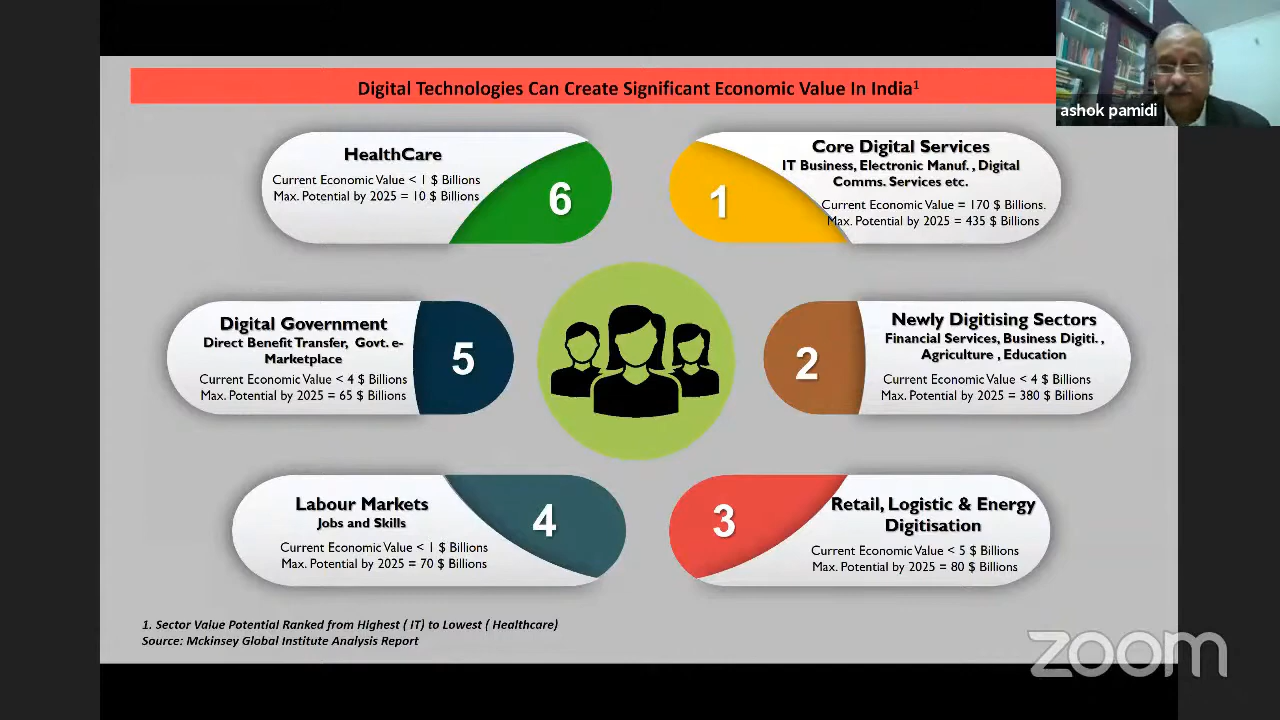 Digital Technologies Can Create Significant Economic Value In India1
ashok pamidi
Core Digital Services
IT Business, Electronic Manuf. , Digital
Comms. Services etc.
Current Economic Value = 170 $ Billions.
Max. Potential by 2025 = 435 $ Billions
1
Newly Digitising Sectors
Financial Services, Business Digiti. ,
Agriculture , Education
Current Economic Value < 4 $ Billions
Max. Potential by 2025 = 380 $ Billions
2
Retail, Logistic & Energy
Digitisation
Current Economic Value < 5 $ Billions
Max. Potential by 2025 = 80 $ Billions
3
Labour Markets
Jobs and Skills
Current Economic Value < 1 $ Billions
Max. Potential by 2025 = 70 $ Billions
4
Digital Government
Direct Benefit Transfer, Govt. e-
Marketplace
Current Economic Value < 4 $ Billions
Max. Potential by 2025 = 65 $ Billions
5
HealthCare
Current Economic Value < 1 $ Billions
Max. Potential by 2025 = 10 $ Billions
6
1. Sector Value Potential Ranked from Highest ( IT) to Lowest ( Healthcare)
Source: Mckinsey Global Institute Analysis Report
zoom